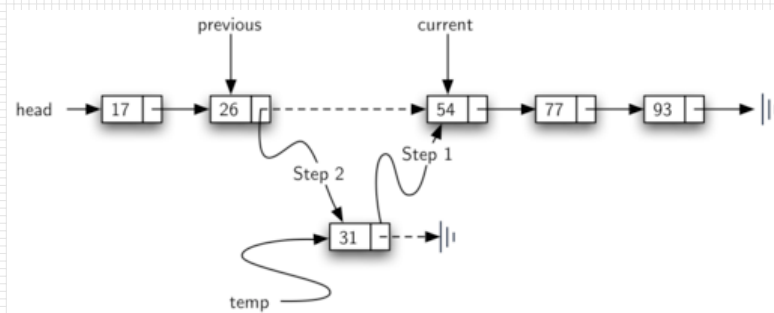 previous current
head 17 26 54 77 93
Step 1
Step 2
31
temp